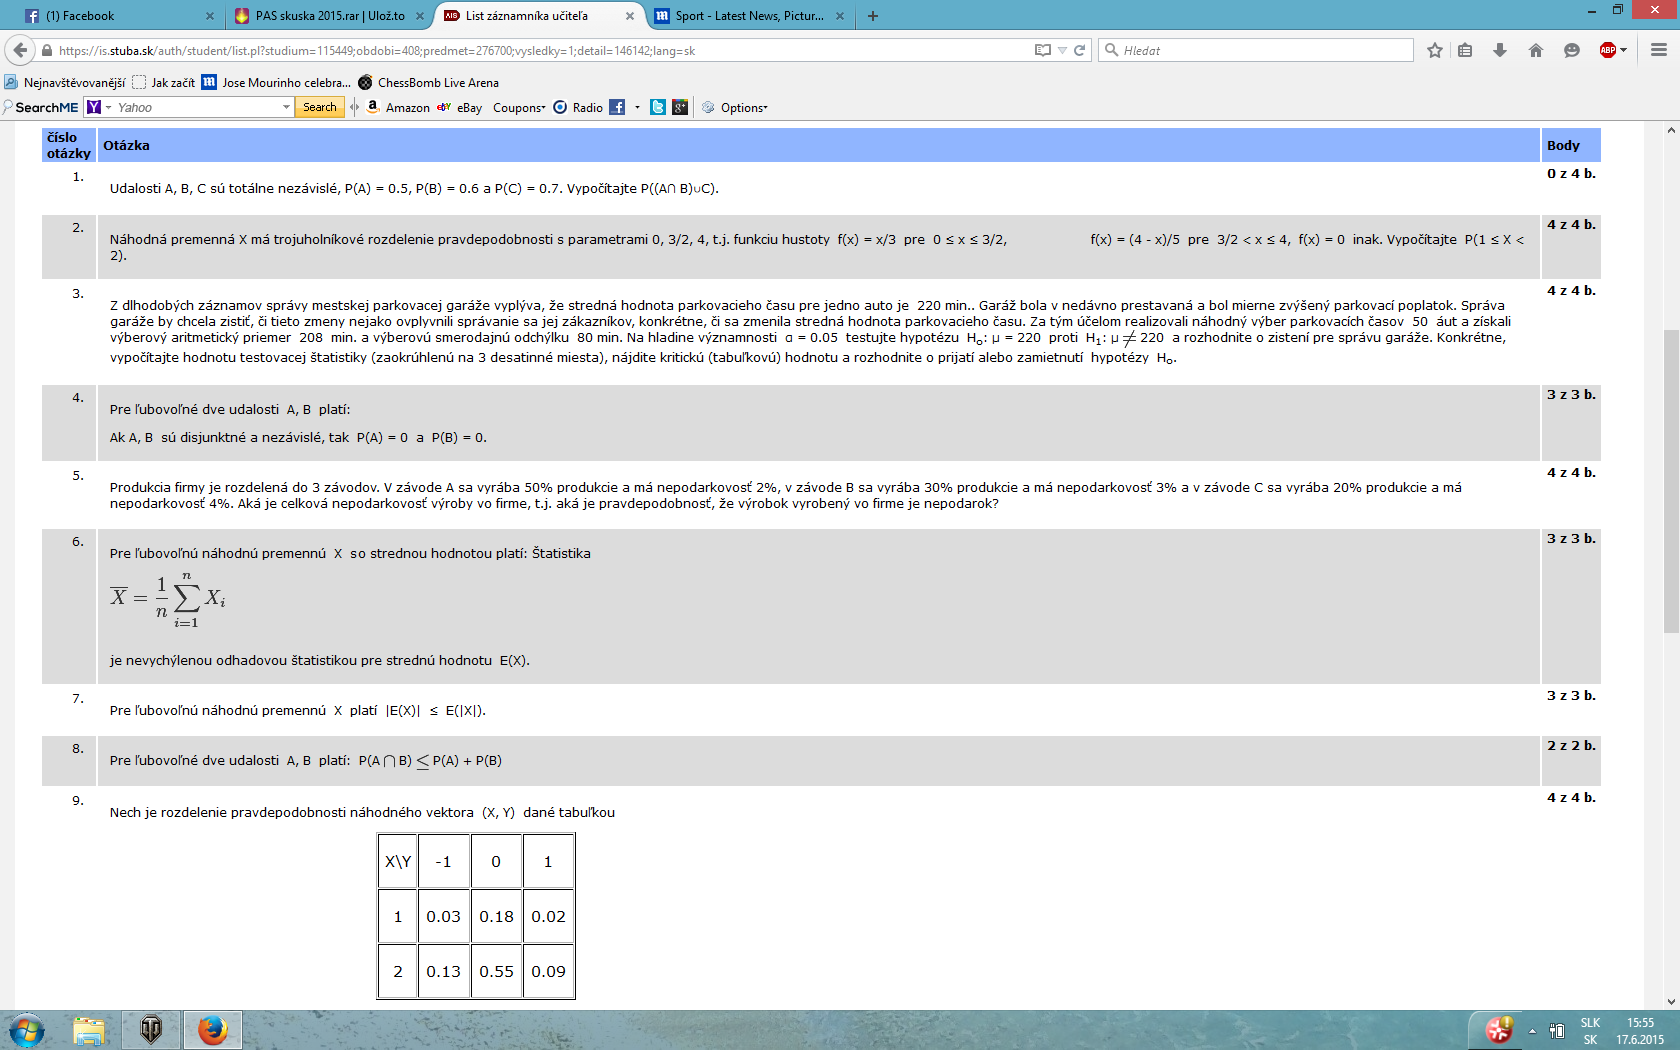 (1) Facebook
PAS skuska 2015.rar | Ulož.to
List záznamníka učiteľa
Sport - Latest News, Pictur...
https://is.stuba.sk/auth/student/list.pl?studium=115449;obdobi=408;predmet=276700;vysledky=1;detail=146142;lang=sk
Hledat
ABP
Nejnavštěvovanější
Jak začít
Jose Mourinho celebra...
ChessBomb Live Arena
SearchME
Yahoo
Search
Amazon
eBay
Coupons
Radio
Options
číslo otázky
Otázka
Body
1.
Udalosti A, B, C sú totálne nezávislé, P(A) = 0.5, P(B) = 0.6 a P(C) = 0.7. Vypočítajte P((A∩ B)∪C).
0 z 4 b.
2.
Náhodná premenná X má trojuholníkové rozdelenie pravdepodobnosti s parametrami 0, 3/2, 4, t.j. funkciu hustoty f(x) = x/3 pre 0 ≤ x ≤ 3/2, f(x) = (4 - x)/5 pre 3/2 < x ≤ 4, f(x) = 0 inak. Vypočítajte P(1 ≤ X <
2).
4 z 4 b.
3.
Z dlhodobých záznamov správy mestskej parkovacej garáže vyplýva, že stredná hodnota parkovacieho času pre jedno auto je 220 min.. Garáž bola v nedávno prestavaná a bol mierne zvýšený parkovací poplatok. Správa
garáže by chcela zistiť, či tieto zmeny nejako ovplyvnili správanie sa jej zákazníkov, konkrétne, či sa zmenila stredná hodnota parkovacieho času. Za tým účelom realizovali náhodný výber parkovacích časov 50 áut a získali
výberový aritmetický priemer 208 min. a výberovú smerodajnú odchýlku 80 min. Na hladine významnosti α = 0.05 testujte hypotézu Hₒ: μ = 220 proti H₁: μ ≠ 220 a rozhodnite o zistení pre správu garáže. Konkrétne,
vypočítajte hodnotu testovacej štatistiky (zaokrúhlenú na 3 desatinné miesta), nájdite kritickú (tabuľkovú) hodnotu a rozhodnite o prijatí alebo zamietnutí hypotézy Hₒ.
4 z 4 b.
4.
Pre ľubovoľné dve udalosti A, B platí:
Ak A, B sú disjunktné a nezávislé, tak P(A) = 0 a P(B) = 0.
3 z 3 b.
5.
Produkcia firmy je rozdelená do 3 závodov. V závode A sa vyrába 50% produkcie a má nepodarkovosť 2%, v závode B sa vyrába 30% produkcie a má nepodarkovosť 3% a v závode C sa vyrába 20% produkcie a má
nepodarkovosť 4%. Aká je celková nepodarkovosť výroby vo firme, t.j. aká je pravdepodobnosť, že výrobok vyrobený vo firme je nepodarok?
4 z 4 b.
6.
Pre ľubovoľnú náhodnú premennú X so strednou hodnotou platí: Štatistika
X̅ = 1/n ∑_{i=1}^{n} X_i
je nevychýlenou odhadovou štatistikou pre strednú hodnotu E(X).
3 z 3 b.
7.
Pre ľubovoľnú náhodnú premennú X platí |E(X)| ≤ E(|X|).
3 z 3 b.
8.
Pre ľubovoľné dve udalosti A, B platí: P(A ∩ B) ≤ P(A) + P(B)
2 z 2 b.
9.
Nech je rozdelenie pravdepodobnosti náhodného vektora (X, Y) dané tabuľkou
4 z 4 b.
X\Y -1 0 1
1 0.03 0.18 0.02
2 0.13 0.55 0.09
SLK
SK
15:55
17.6.2015